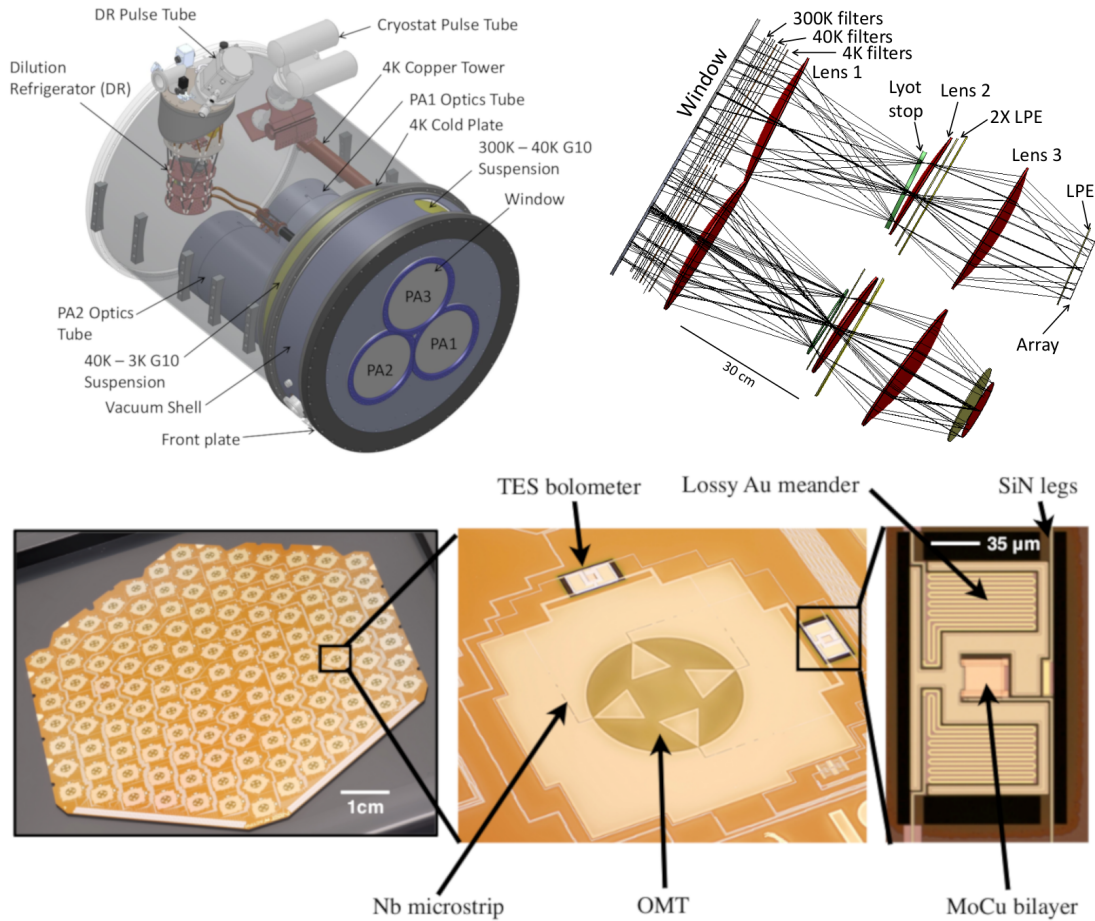 DR Pulse Tube
Cryostat Pulse Tube
Dilution
Refrigerator (DR)
4K Copper Tower
PA1 Optics Tube
4K Cold Plate
300K – 40K G10
Suspension
Window
PA3
PA1
PA2
PA2 Optics
Tube
40K – 3K G10
Suspension
Vacuum Shell
Front plate
300K filters
40K filters
4K filters
Lens 1
Window
Lyot
stop
Lens 2
2X LPE
Lens 3
LPE
Array
30 cm
TES bolometer
Lossy Au meander
SiN legs
35 µm
1cm
Nb microstrip
OMT
MoCu bilayer